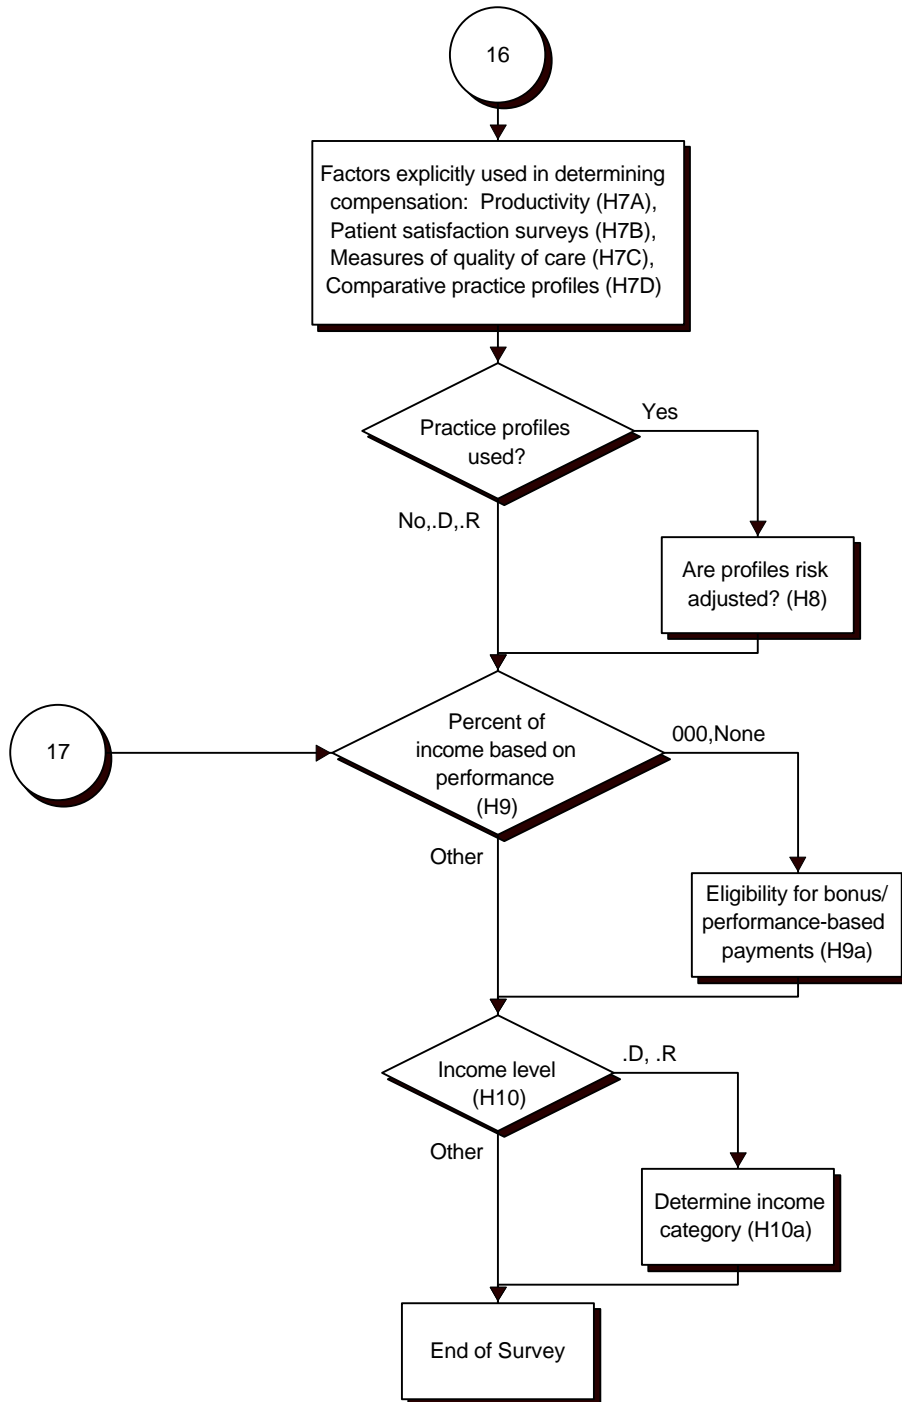 16
Factors explicitly used in determining
compensation: Productivity (H7A),
Patient satisfaction surveys (H7B),
Measures of quality of care (H7C),
Comparative practice profiles (H7D)
Practice profiles
used?
Yes
No,.D,.R
Are profiles risk
adjusted? (H8)
17
Percent of
income based on
performance
(H9)
000,None
Other
Eligibility for bonus/
performance-based
payments (H9a)
Income level
(H10)
.D, .R
Other
Determine income
category (H10a)
End of Survey